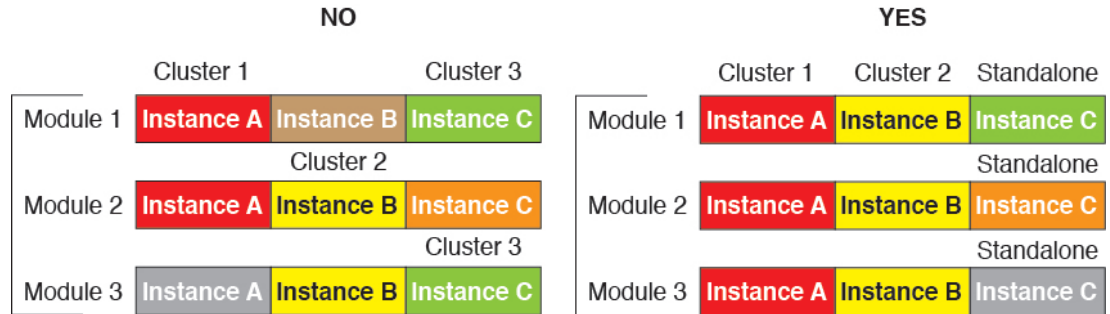 NO
YES
Cluster 1 Cluster 3
Cluster 1 Cluster 2 Standalone
Module 1 Instance A Instance B Instance C
Module 1 Instance A Instance B Instance C
Cluster 2
Standalone
Module 2 Instance A Instance B Instance C
Module 2 Instance A Instance B Instance C
Cluster 3
Standalone
Module 3 Instance A Instance B Instance C
Module 3 Instance A Instance B Instance C